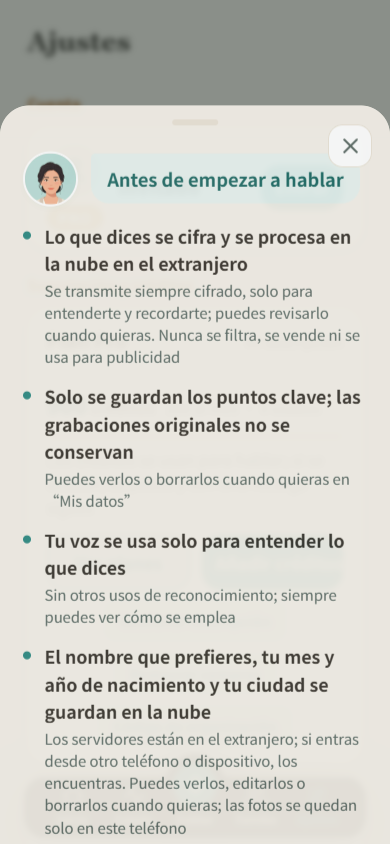 Ajustes
Cuenta
Antes de empezar a hablar
Lo que dices se cifra y se procesa en
la nube en el extranjero
Se transmite siempre cifrado, solo para
entenderte y recordarte; puedes revisarlo
cuando quieras. Nunca se filtra, se vende ni se
usa para publicidad
Solo se guardan los puntos clave; las
grabaciones originales no se
conservan
Puedes verlos o borrarlos cuando quieras en
“Mis datos”
Tu voz se usa solo para entender lo
que dices
Sin otros usos de reconocimiento; siempre
puedes ver cómo se emplea
El nombre que prefieres, tu mes y
año de nacimiento y tu ciudad se
guardan en la nube
Los servidores están en el extranjero; si entras
desde otro teléfono o dispositivo, los
encuentras. Puedes verlos, editarlos o
borrarlos cuando quieras; las fotos se quedan
solo en este teléfono